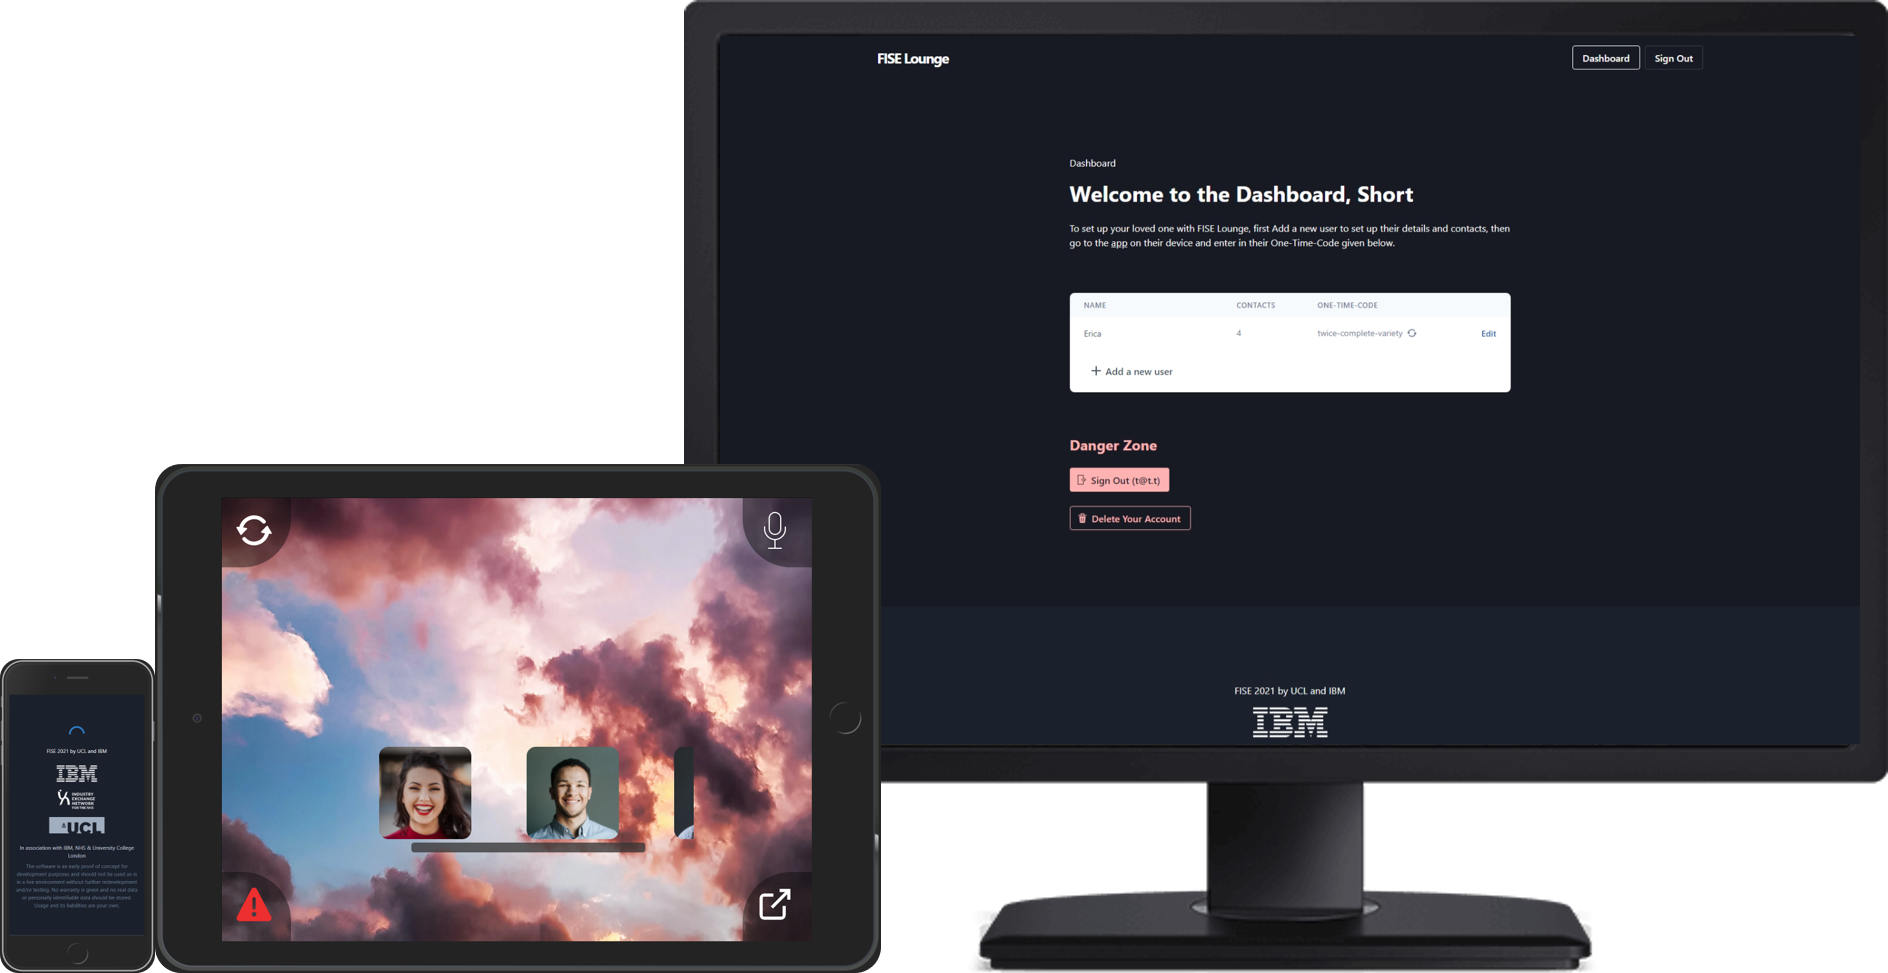 FISE Lounge
Dashboard
Sign Out
Dashboard
Welcome to the Dashboard, Short
To set up your loved one with FISE Lounge, first Add a new user to set up their details and contacts, then
go to the app on their device and enter in their One-Time-Code given below.
NAME CONTACTS ONE-TIME-CODE
Erica 4 twice-complete-variety Edit
Add a new user
Danger Zone
Sign Out (t@t.t)
Delete Your Account
FISE 2021 by UCL and IBM
IBM
FISE 2021 by UCL and IBM
IBM
INDUSTRY
EXCHANGE
NETWORK
FOR THE NHS
UCL
In association with IBM, NHS & University College
London
The software is an early proof of concept for
development purposes and should not be used as-is
in a live environment without further redevelopment
and/or testing. No warranty is given and no real data
or personally identifiable data should be stored.
Usage and its liabilities are your own.